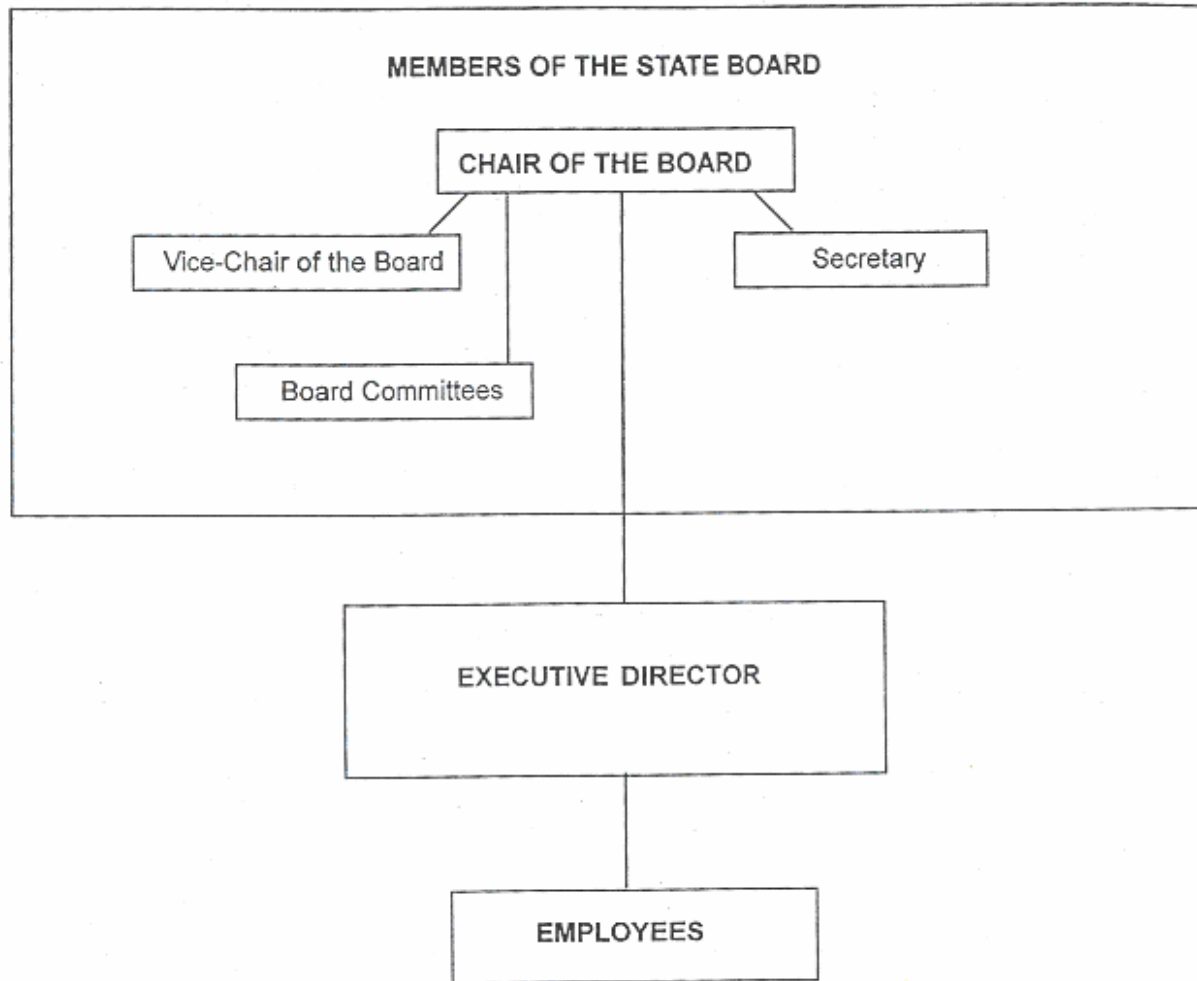 MEMBERS OF THE STATE BOARD
CHAIR OF THE BOARD
Vice-Chair of the Board
Secretary
Board Committees
EXECUTIVE DIRECTOR
EMPLOYEES